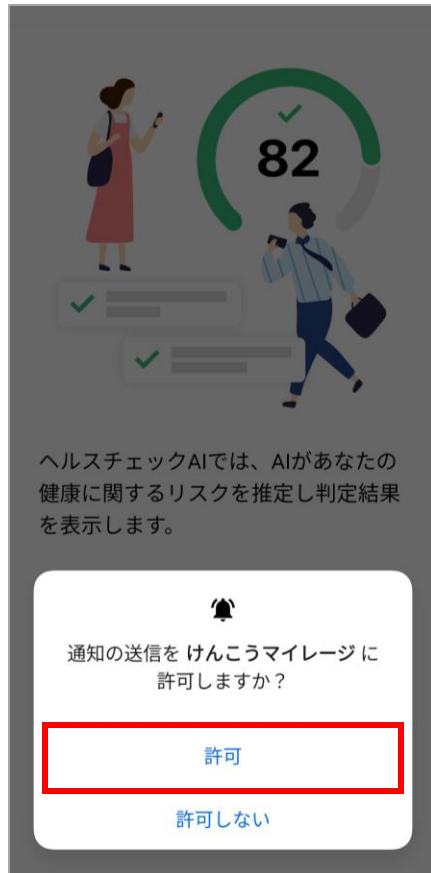 82
ヘルスチェックAIでは、AIがあなたの
健康に関するリスクを推定し判定結果
を表示します。
通知の送信を けんこうマイレージ に
許可しますか？
許可
許可しない